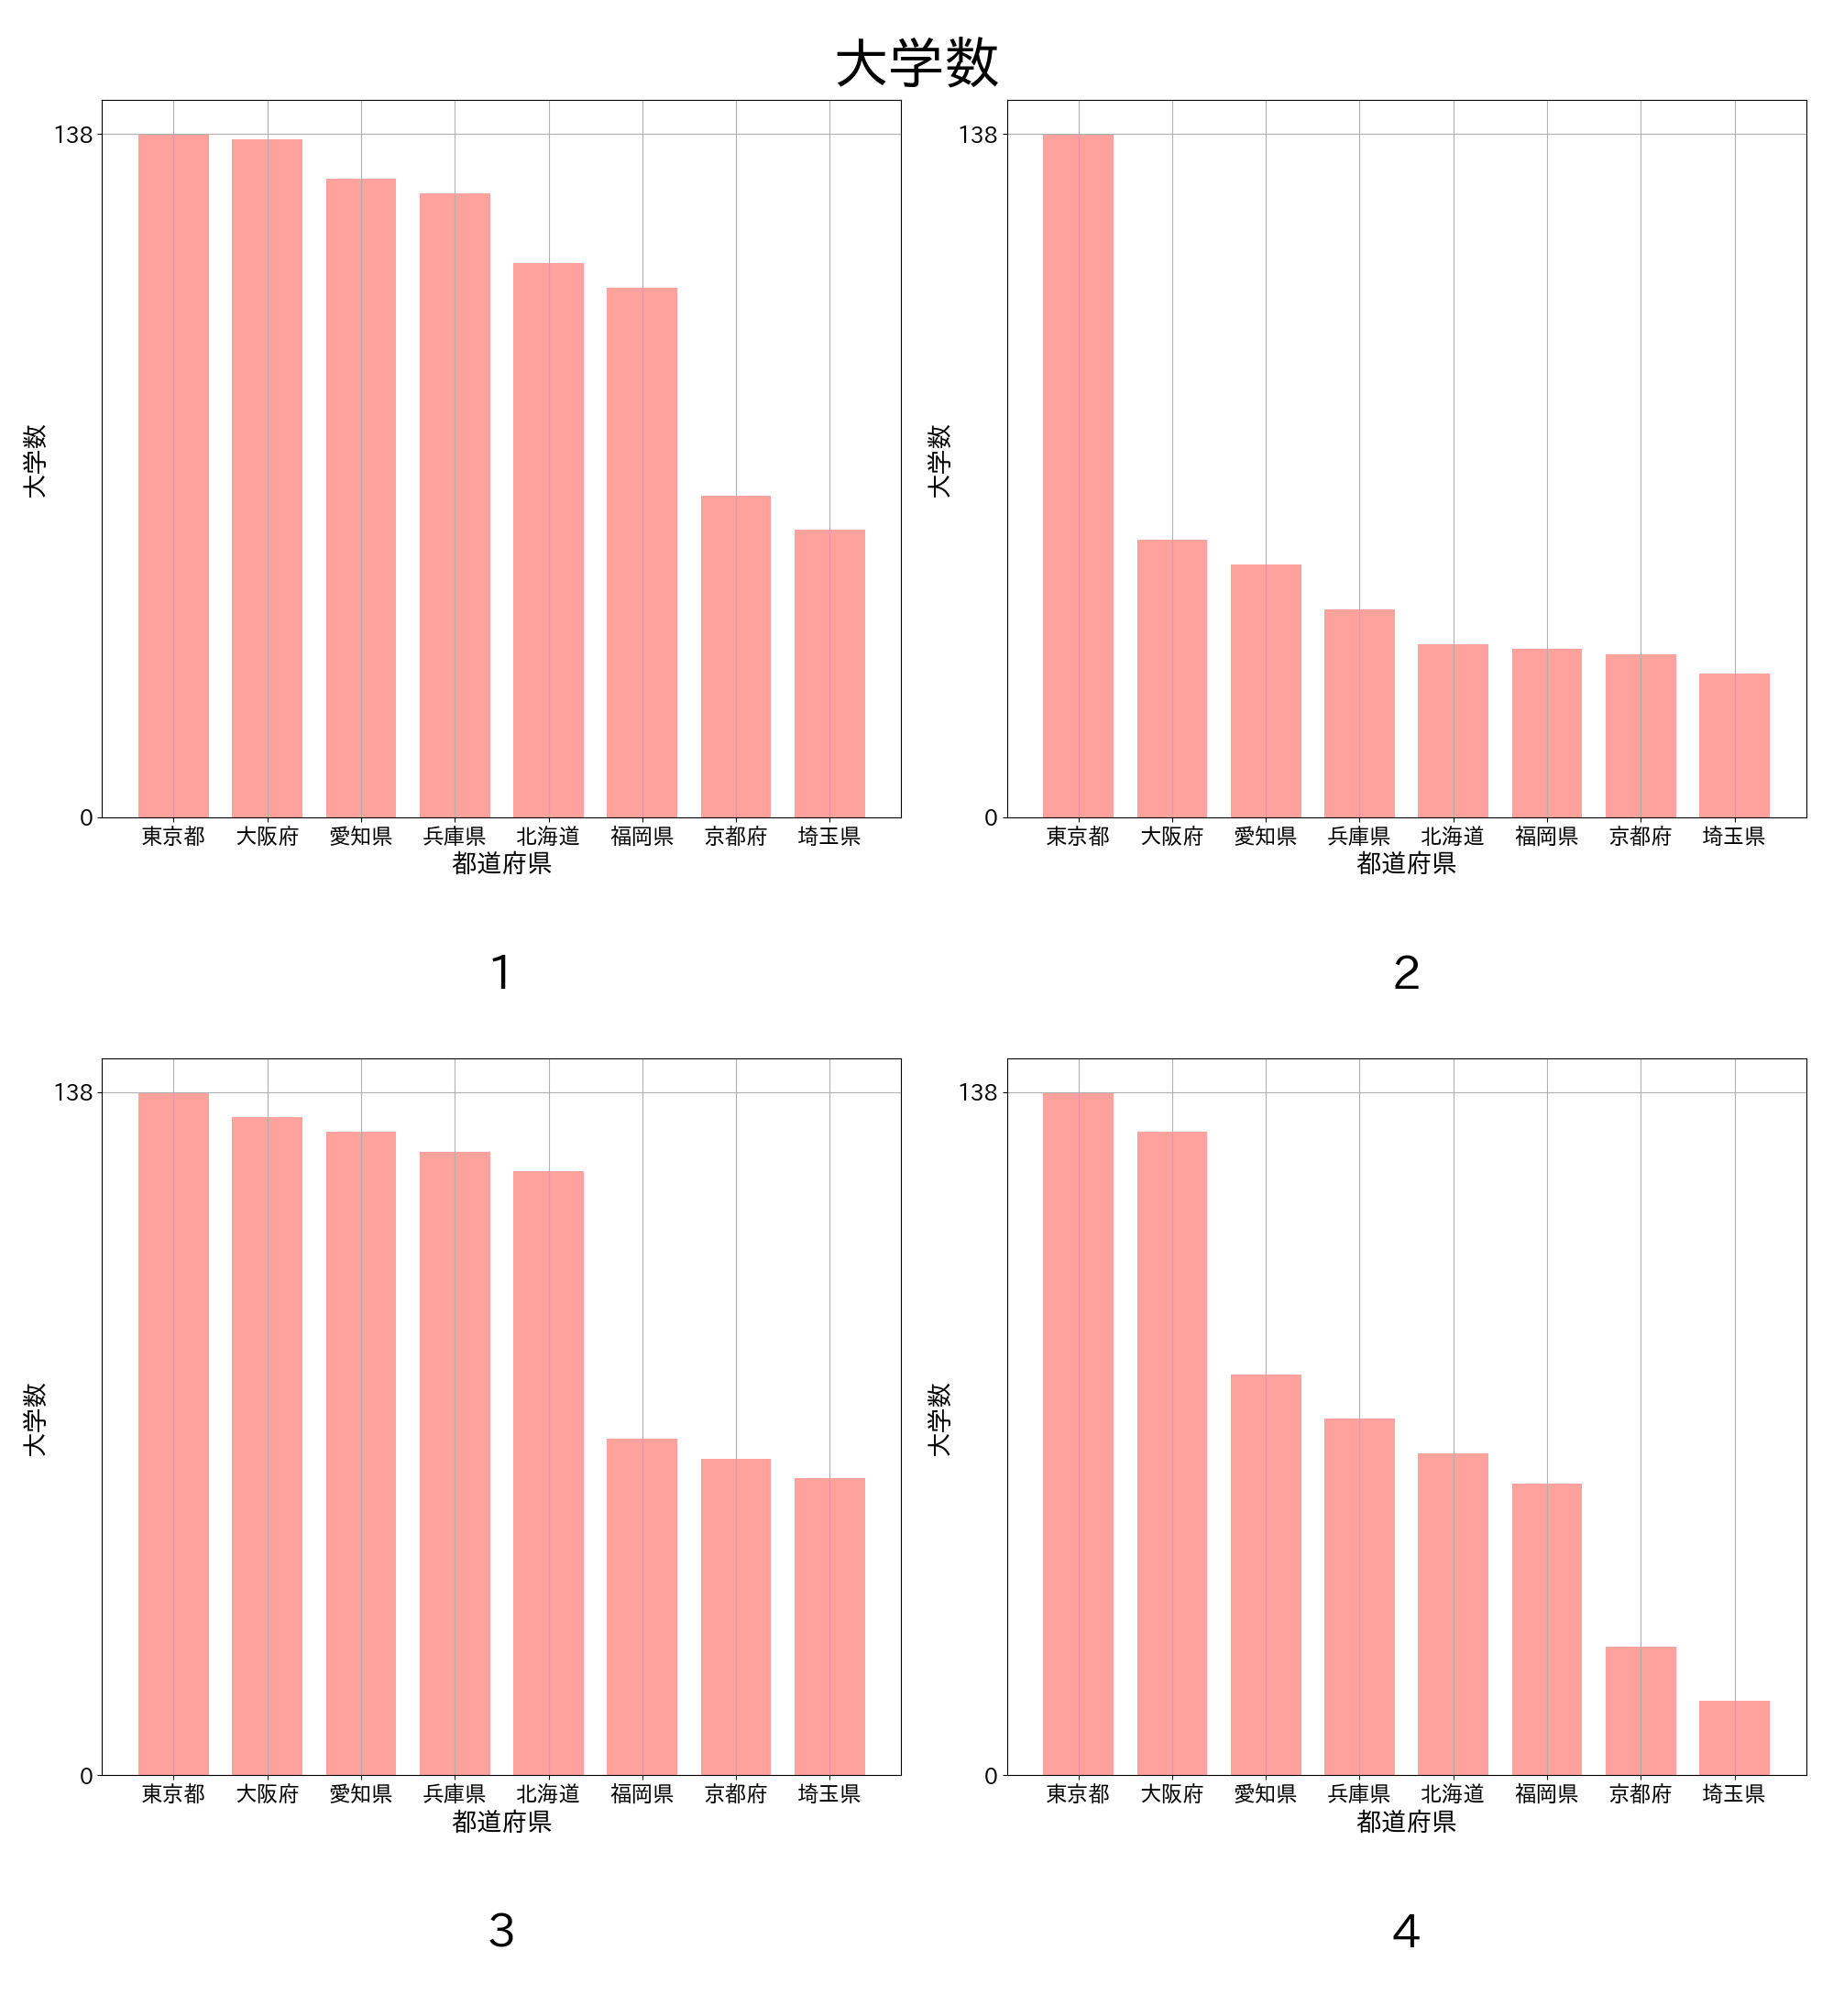 大学数
138
0
大学数
東京都 大阪府 愛知県 兵庫県 北海道 福岡県 京都府 埼玉県
都道府県
1
138
0
大学数
東京都 大阪府 愛知県 兵庫県 北海道 福岡県 京都府 埼玉県
都道府県
2
138
0
大学数
東京都 大阪府 愛知県 兵庫県 北海道 福岡県 京都府 埼玉県
都道府県
3
138
0
大学数
東京都 大阪府 愛知県 兵庫県 北海道 福岡県 京都府 埼玉県
都道府県
4